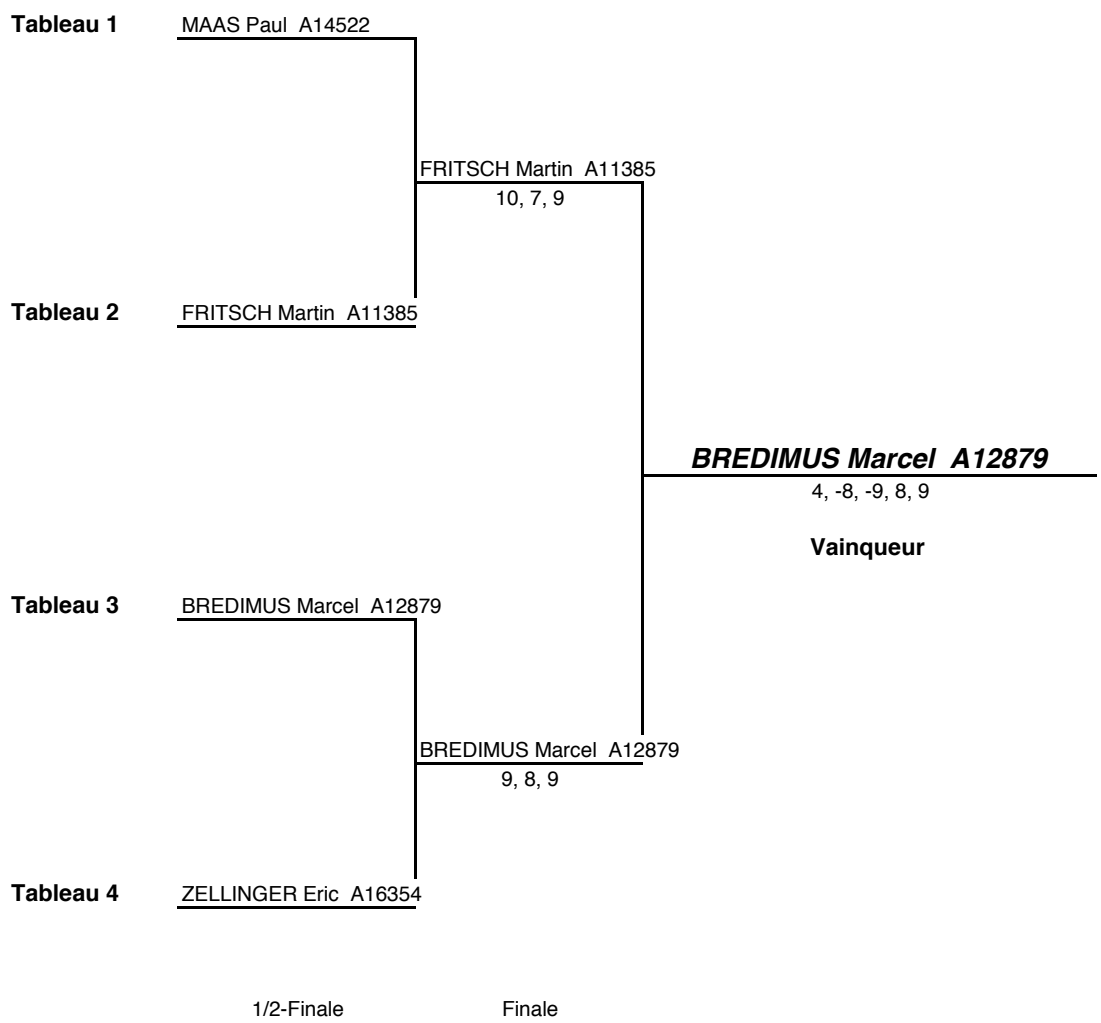 Tableau 1 MAAS Paul A14522
FRITSCH Martin A11385
10, 7, 9
Tableau 2 FRITSCH Martin A11385
BREDIMUS Marcel A12879
4, -8, -9, 8, 9
Vainqueur
Tableau 3 BREDIMUS Marcel A12879
BREDIMUS Marcel A12879
9, 8, 9
Tableau 4 ZELLINGER Eric A16354
1/2-Finale Finale